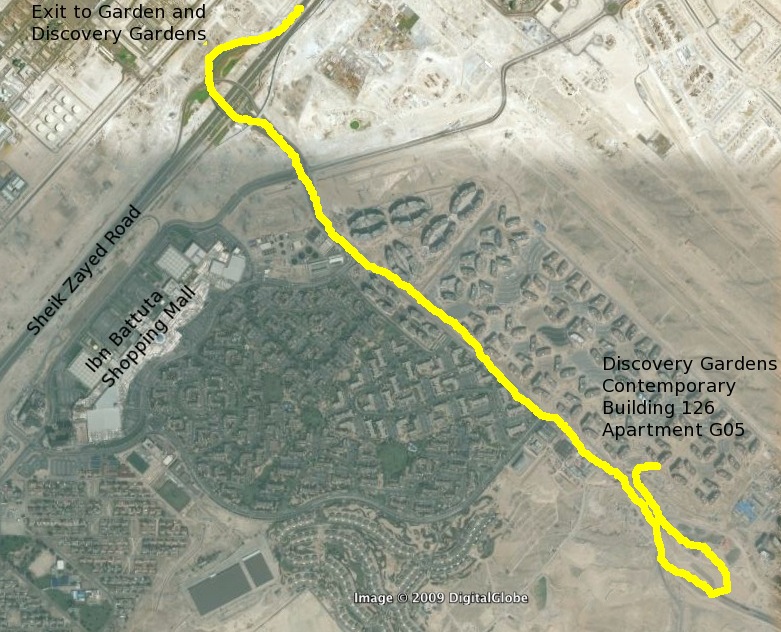 Exit to Garden and
Discovery Gardens
Sheik Zayed Road
Ibn Battuta
Shopping Mall
Discovery Gardens
Contemporary
Building 126
Apartment G05
Image © 2009 DigitalGlobe